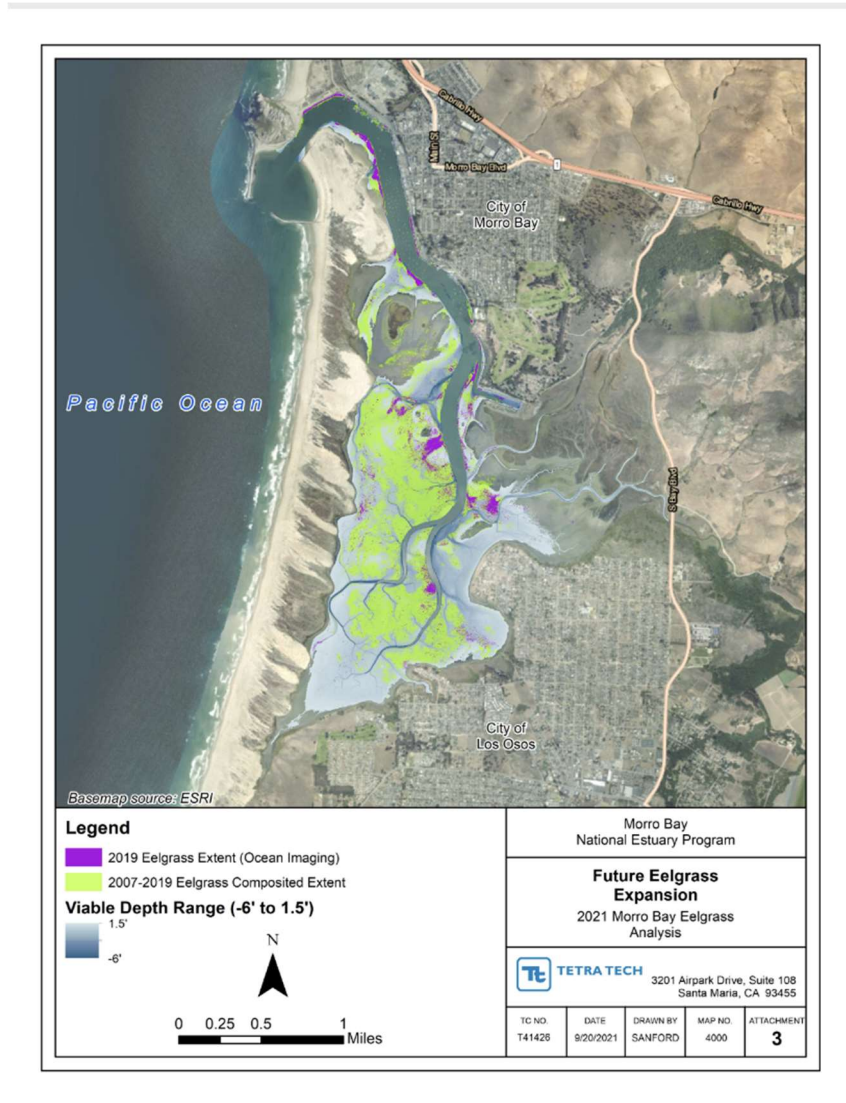 Cabrillo Hwy
Main St
Morro Bay Blvd
1
Cabrillo Hwy
City of
Morro Bay
Pacific Ocean
S Bay Blvd
City of
Los Osos
Basemap source: ESRI
Legend
2019 Eelgrass Extent (Ocean Imaging)
2007-2019 Eelgrass Composited Extent
Viable Depth Range (-6' to 1.5')
1.5'
-6'
N
0 0.25 0.5 1
Miles
Morro Bay
National Estuary Program
Future Eelgrass
Expansion
2021 Morro Bay Eelgrass
Analysis
Tt TETRA TECH
3201 Airpark Drive, Suite 108
Santa Maria, CA 93455
TC NO. DATE DRAWN BY MAP NO. ATTACHMENT
T41426 9/20/2021 SANFORD 4000 3